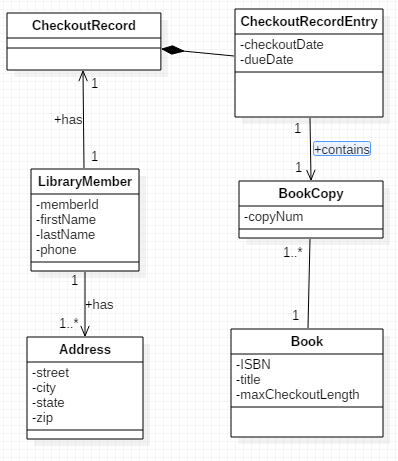 CheckoutRecord
CheckoutRecordEntry
-checkoutDate
-dueDate
1
+has
1
1
+contains
1
LibraryMember
-memberId
-firstName
-lastName
-phone
BookCopy
-copyNum
1
+has
1..*
1..*
1
Address
-street
-city
-state
-zip
Book
-ISBN
-title
-maxCheckoutLength